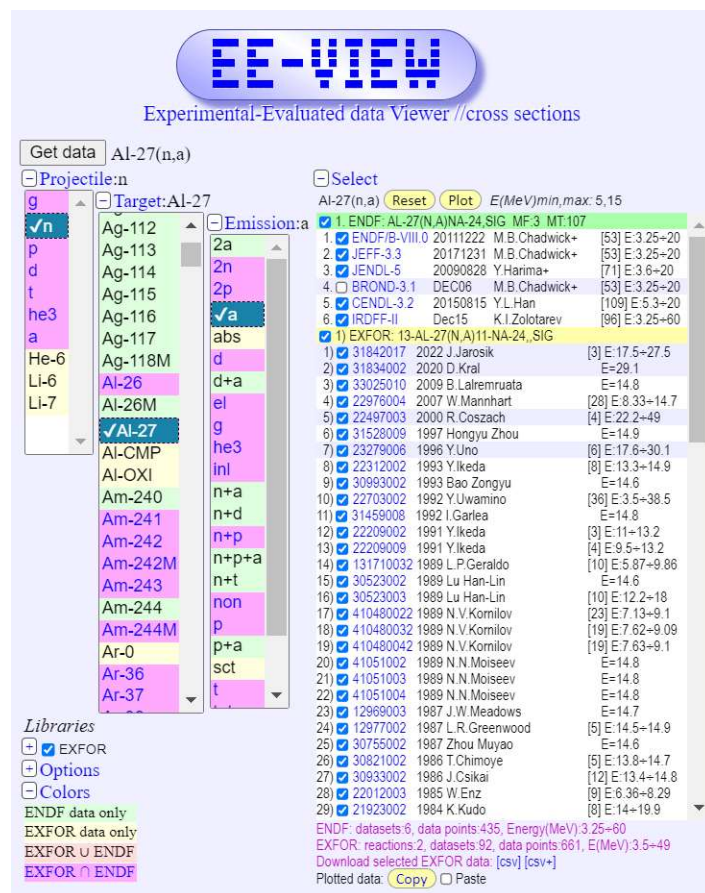 EE-VIEW
Experimental-Evaluated data Viewer //cross sections
Get data Al-27(n,a)
Projectile:n
g
✓n
p
d
t
he3
a
He-6
Li-6
Li-7
Target:Al-27
Ag-112
Ag-113
Ag-114
Ag-115
Ag-116
Ag-117
Ag-118M
Al-26
Al-26M
✓Al-27
Al-CMP
Al-OXI
Am-240
Am-241
Am-242
Am-242M
Am-243
Am-244
Am-244M
Ar-0
Ar-36
Ar-37
Emission:a
2a
2n
2p
✓a
abs
d
d+a
el
g
he3
inl
n+a
n+d
n+p
n+p+a
n+t
non
p
p+a
sct
t
Select
Al-27(n,a) Reset Plot E(MeV)min,max: 5,15
1. ENDF: AL-27(N,A)NA-24,SIG MF:3 MT:107
1. ENDF/B-VIII.0 20111222 M.B.Chadwick+ [53] E:3.25÷20
2. JEFF-3.3 20171231 M.B.Chadwick+ [53] E:3.25÷20
3. JENDL-5 20090828 Y.Harima+ [71] E:3.6÷20
4. BROND-3.1 DEC06 M.B.Chadwick+ [53] E:3.25÷20
5. CENDL-3.2 20150815 Y.L.Han [109] E:5.3÷20
6. IRDFF-II Dec15 K.I.Zolotarev [96] E:3.25÷60
1) EXFOR: 13-AL-27(N,A)11-NA-24,,SIG
1) 31842017 2022 J.Jarosik [3] E:17.5÷27.5
2) 31834002 2020 D.Kral E=29.1
3) 33025010 2009 B.Lalremruata E=14.8
4) 22976004 2007 W.Mannhart [28] E:8.33÷14.7
5) 22497003 2000 R.Coszach [4] E:22.2÷49
6) 31528009 1997 Hongyu Zhou E=14.9
7) 23279006 1996 Y.Uno [6] E:17.6÷30.1
8) 22312002 1993 Y.Ikeda [8] E:13.3÷14.9
9) 30993002 1993 Bao Zongyu E=14.6
10) 22703002 1992 Y.Uwamino [36] E:3.5÷38.5
11) 31459008 1992 I.Garlea E=14.8
12) 22209002 1991 Y.Ikeda [3] E:11÷13.2
13) 22209009 1991 Y.Ikeda [4] E:9.5÷13.2
14) 131710032 1989 L.P.Geraldo [10] E:5.87÷9.86
15) 30523002 1989 Lu Han-Lin E=14.6
16) 30523003 1989 Lu Han-Lin [10] E:12.2÷18
17) 410480022 1989 N.V.Kornilov [23] E:7.13÷9.1
18) 410480032 1989 N.V.Kornilov [19] E:7.62÷9.09
19) 410480042 1989 N.V.Kornilov [19] E:7.63÷9.1
20) 41051002 1989 N.N.Moiseev E=14.8
21) 41051003 1989 N.N.Moiseev E=14.8
22) 41051004 1989 N.N.Moiseev E=14.8
23) 12969003 1987 J.W.Meadows E=14.7
24) 12977002 1987 L.R.Greenwood [5] E:14.5÷14.9
25) 30755002 1987 Zhou Muyao E=14.6
26) 30821002 1986 T.Chimoye [5] E:13.8÷14.7
27) 30933002 1986 J.Csikai [12] E:13.4÷14.8
28) 22012003 1985 W.Enz [9] E:6.36÷8.29
29) 21923002 1984 K.Kudo [8] E:14÷19.9
ENDF: datasets:6, data points:435, Energy(MeV):3.25÷60
EXFOR: reactions:2, datasets:92, data points:661, E(MeV):3.5÷49
Download selected EXFOR data: [csv] [csv+]
Plotted data: Copy Paste
Libraries
EXFOR
Options
Colors
ENDF data only
EXFOR data only
EXFOR ∪ ENDF
EXFOR ∩ ENDF